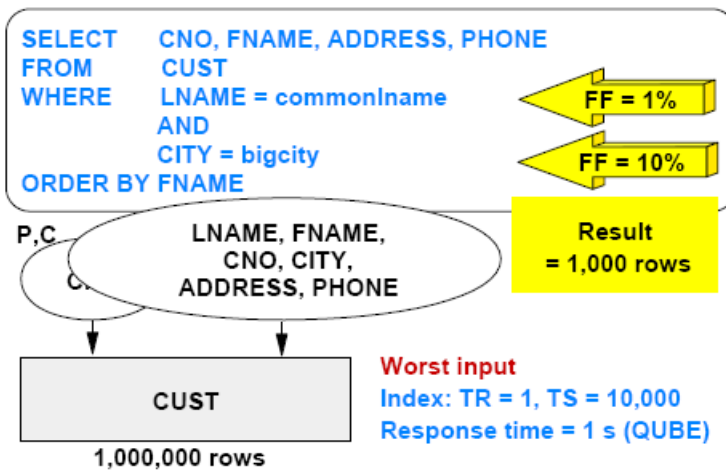 SELECT CNO, FNAME, ADDRESS, PHONE
FROM CUST
WHERE LNAME = commonlname
FF = 1%
AND
CITY = bigcity
FF = 10%
ORDER BY FNAME
P,C
C
LNAME, FNAME,
CNO, CITY,
ADDRESS, PHONE
Result
= 1,000 rows
CUST
1,000,000 rows
Worst input
Index: TR = 1, TS = 10,000
Response time = 1 s (QUBE)